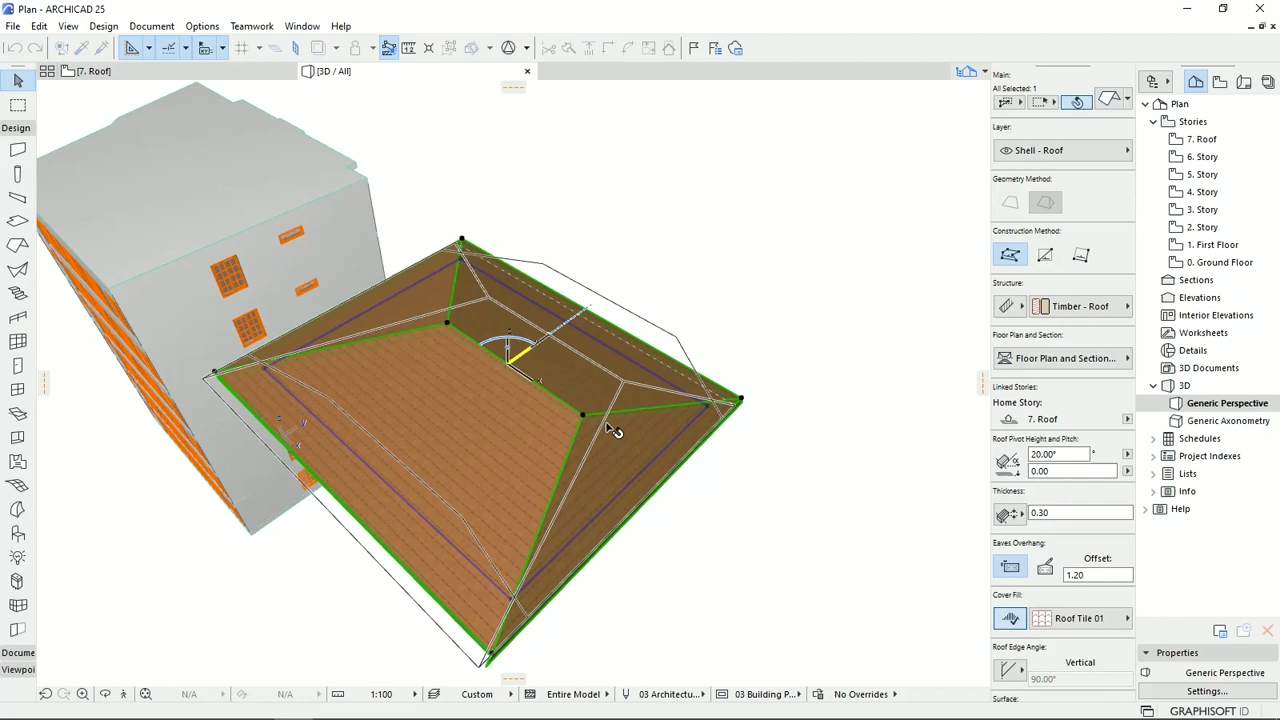 Plan - ARCHICAD 25
File Edit View Design Document Options Teamwork Window Help
[7. Roof]
[3D / All]
Design
Docume
Viewpoi
Main:
All Selected: 1
Layer:
Shell - Roof
Geometry Method:
Construction Method:
Structure:
Timber - Roof
Floor Plan and Section:
Floor Plan and Section...
Linked Stories:
Home Story:
7. Roof
Roof Pivot Height and Pitch:
20.00°
0.00
Thickness:
0.30
Eaves Overhang:
Offset:
1.20
Cover Fill:
Roof Tile 01
Roof Edge Angle:
Vertical
90.00°
Surface:
Plan
Stories
7. Roof
6. Story
5. Story
4. Story
3. Story
2. Story
1. First Floor
0. Ground Floor
Sections
Elevations
Interior Elevations
Worksheets
Details
3D Documents
3D
Generic Perspective
Generic Axonometry
Schedules
Project Indexes
Lists
Info
Help
Properties
Generic Perspective
Settings...
GRAPHISOFT ID
N/A N/A 1:100 Custom Entire Model 03 Architectu... 03 Building P... No Overrides